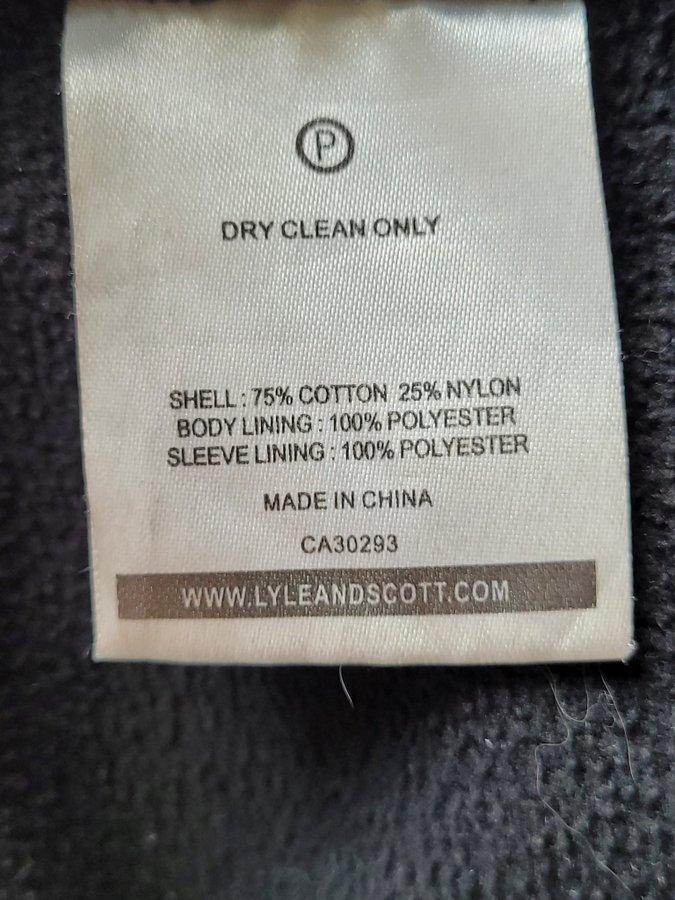 P
DRY CLEAN ONLY
SHELL : 75% COTTON 25% NYLON
BODY LINING : 100% POLYESTER
SLEEVE LINING : 100% POLYESTER
MADE IN CHINA
CA30293
WWW.LYLEANDSCOTT.COM